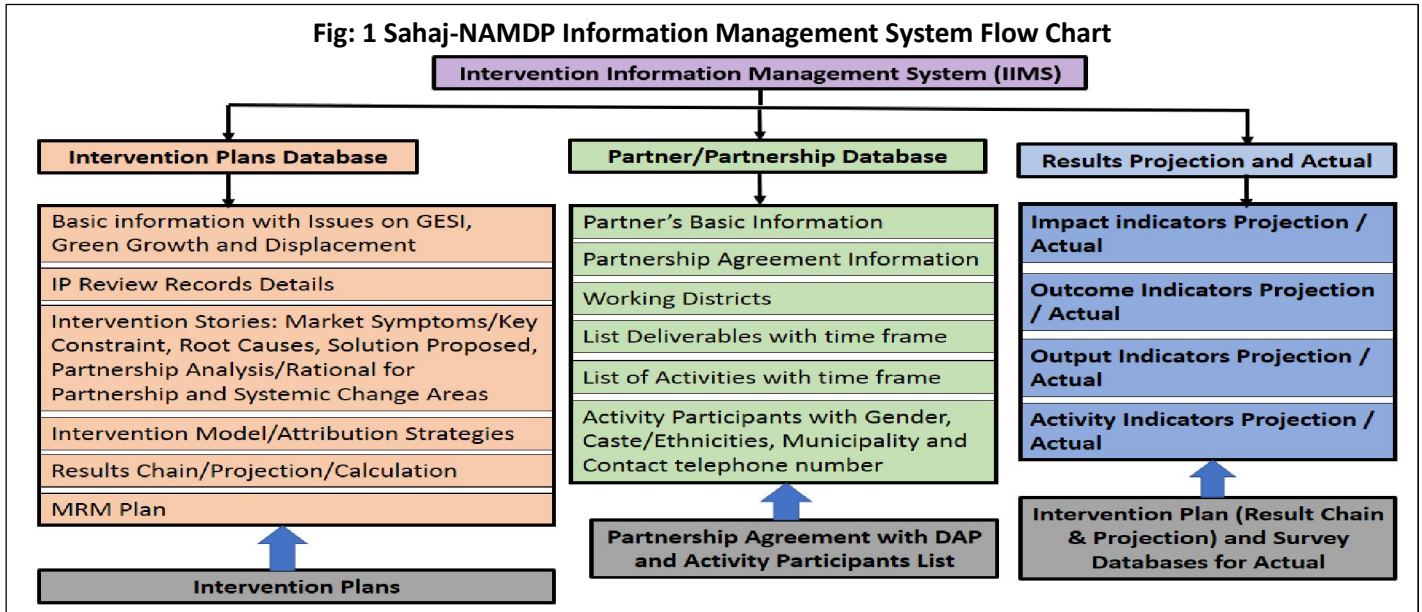 Fig: 1 Sahaj-NAMDP Information Management System Flow Chart
Intervention Information Management System (IIMS)
Intervention Plans Database
Basic information with Issues on GESI,
Green Growth and Displacement
IP Review Records Details
Intervention Stories: Market Symptoms/Key
Constraint, Root Causes, Solution Proposed,
Partnership Analysis/Rational for
Partnership and Systemic Change Areas
Intervention Model/Attribution Strategies
Results Chain/Projection/Calculation
MRM Plan
Intervention Plans
Partner/Partnership Database
Partner’s Basic Information
Partnership Agreement Information
Working Districts
List Deliverables with time frame
List of Activities with time frame
Activity Participants with Gender,
Caste/Ethnicities, Municipality and
Contact telephone number
Partnership Agreement with DAP
and Activity Participants List
Results Projection and Actual
Impact indicators Projection /
Actual
Outcome Indicators Projection
/ Actual
Output Indicators Projection /
Actual
Activity Indicators Projection /
Actual
Intervention Plan (Result Chain
& Projection) and Survey
Databases for Actual